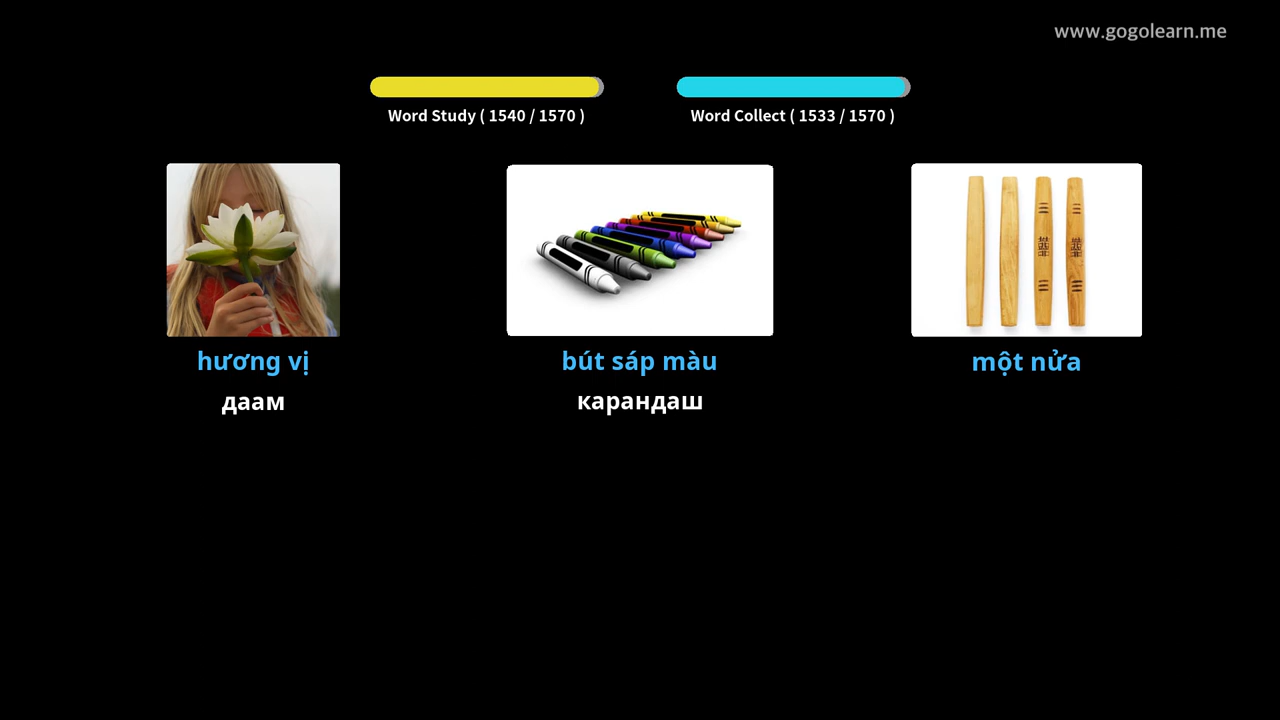 www.gogolearn.me
Word Study ( 1540 / 1570 )
Word Collect ( 1533 / 1570 )
hương vị
bút sáp màu
một nửa
даам
карандаш